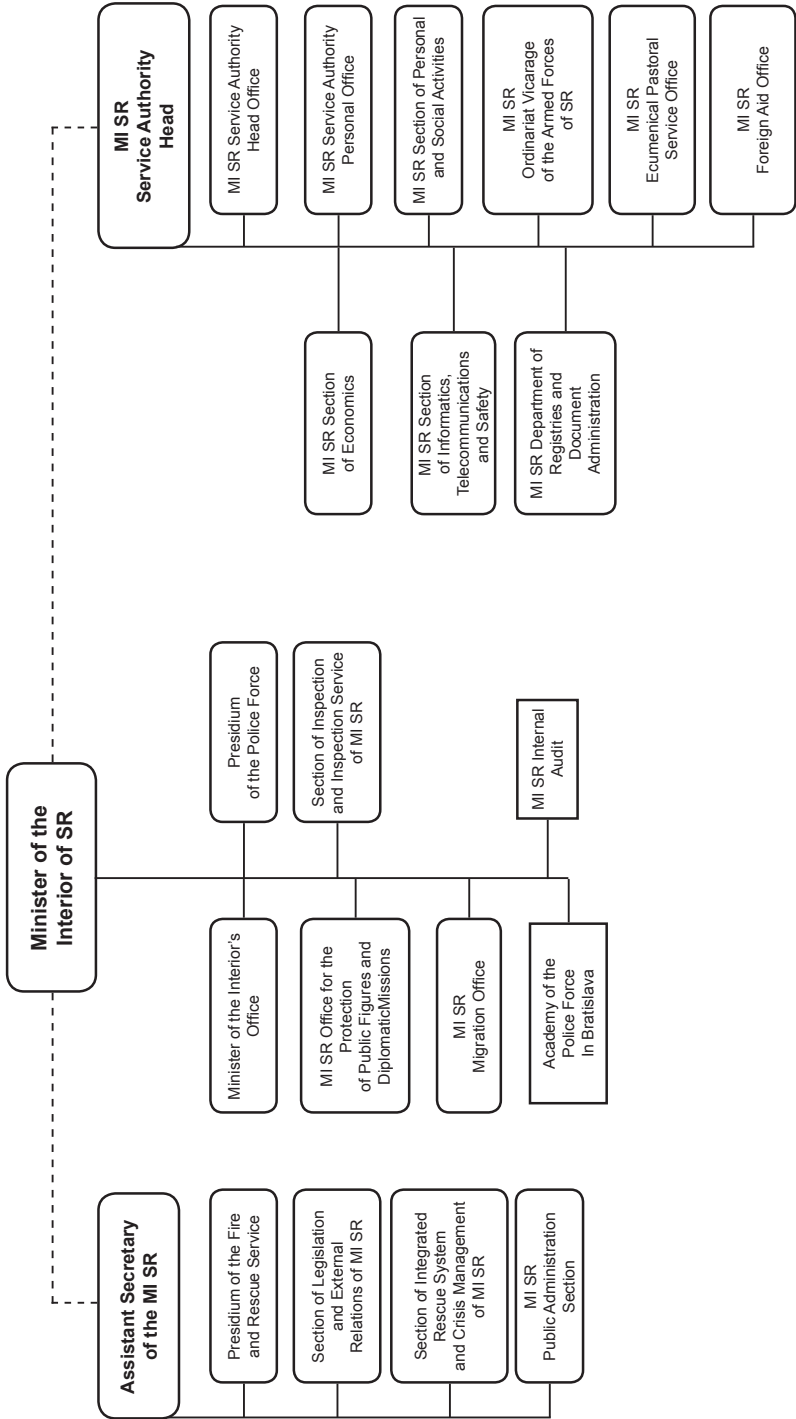 Minister of the
Interior of SR
Assistant Secretary
of the MI SR
Presidium of the Fire
and Rescue Service
Section of Legislation
and External
Relations of MI SR
Section of Integrated
Rescue System
and Crisis Management
of MI SR
MI SR
Public Administration
Section
Minister of the Interior's
Office
Presidium
of the Police Force
MI SR Office for the
Protection
of Public Figures and
DiplomaticMissions
Section of Inspection
and Inspection Service
of MI SR
MI SR
Migration Office
MI SR Internal
Audit
Academy of the
Police Force
In Bratislava
MI SR
Service Authority
Head
MI SR Service Authority
Head Office
MI SR Section
of Economics
MI SR Service Authority
Personal Office
MI SR Section
of Informatics,
Telecommunications
and Safety
MI SR Section of Personal
and Social Activities
MI SR Department of
Registries and
Document
Administration
MI SR
Ordinariat Vicarage
of the Armed Forces
of SR
MI SR
Ecumenical Pastoral
Service Office
MI SR
Foreign Aid Office